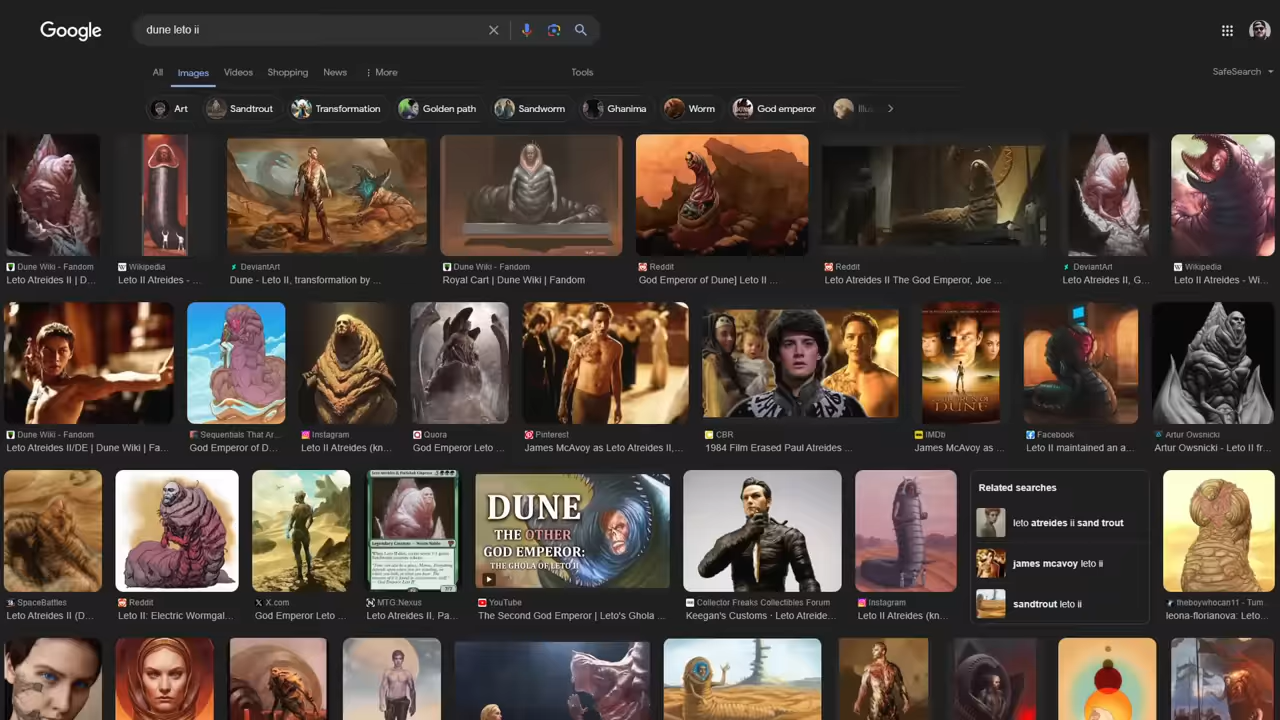 Google
dune leto ii
All
Images
Videos
Shopping
News
More
Tools
SafeSearch
Art
Sandtrout
Transformation
Golden path
Sandworm
Ghanima
Worm
God emperor
Illus
Dune Wiki - Fandom
Leto Atreides II | D...
Wikipedia
Leto II Atreides - ...
DeviantArt
Dune - Leto II, transformation by ...
Dune Wiki - Fandom
Royal Cart | Dune Wiki | Fandom
Reddit
God Emperor of Dune] Leto II ...
Reddit
Leto Atreides II The God Emperor, Joe ...
DeviantArt
Leto Atreides II, G...
Wikipedia
Leto II Atreides - Wi...
DUNE
Dune Wiki - Fandom
Leto Atreides II/DE | Dune Wiki | Fa...
Sequentials That Ar...
God Emperor of D...
Instagram
Leto II Atreides (kn...
Quora
God Emperor Leto ...
Pinterest
James McAvoy as Leto Atreides II,...
CBR
1984 Film Erased Paul Atreides ...
IMDb
James McAvoy as ...
Facebook
Leto II maintained an a...
Artur Owsnicki
Artur Owsnicki - Leto II fr...
DUNE
THE OTHER
GOD EMPEROR:
THE GHOLA OF LETO II
Related searches
leto atreides ii sand trout
james mcavoy leto ii
sandtrout leto ii
SpaceBattles
Leto Atreides II (D...
Reddit
Leto II: Electric Wormgal...
X.com
God Emperor Leto ...
MTG Nexus
Leto Atreides II, Pa...
YouTube
The Second God Emperor | Leto's Ghola ...
Collector Freaks Collectibles Forum
Keegan's Customs · Leto Atreide...
Instagram
Leto II Atreides (kn...
theboywhocan11 - Tum...
leona-florianova: Leto...